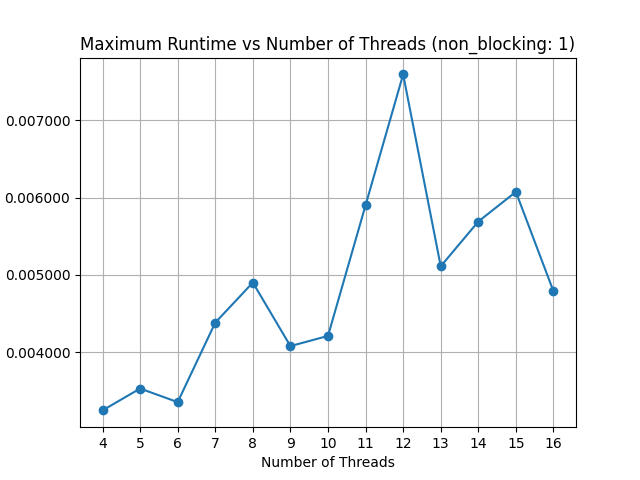 Maximum Runtime vs Number of Threads (non_blocking: 1)
0.007000
0.006000
0.005000
0.004000
4 5 6 7 8 9 10 11 12 13 14 15 16
Number of Threads